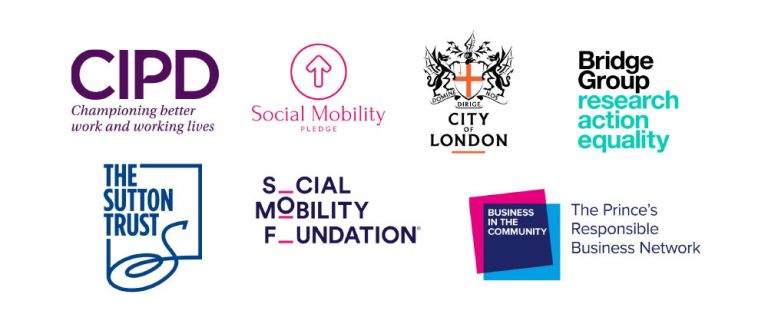 CIPD
Championing better
work and working lives
Social Mobility
PLEDGE
DOMINE DIRIGE NOS
CITY
OF
LONDON
Bridge
Group
research
action
equality
THE
SUTTON
TRUST
SOCIAL
MOBILITY
FOUNDATION®
BUSINESS
IN THE
COMMUNITY
The Prince's
Responsible
Business Network